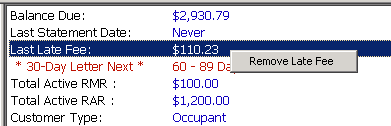 Balance Due: $2,930.79
Last Statement Date: Never
Last Late Fee: $110.23
Remove Late Fee
* 30-Day Letter Next * 60 - 89 Da
Total Active RMR : $100.00
Total Active RAR : $1,200.00
Customer Type: Occupant